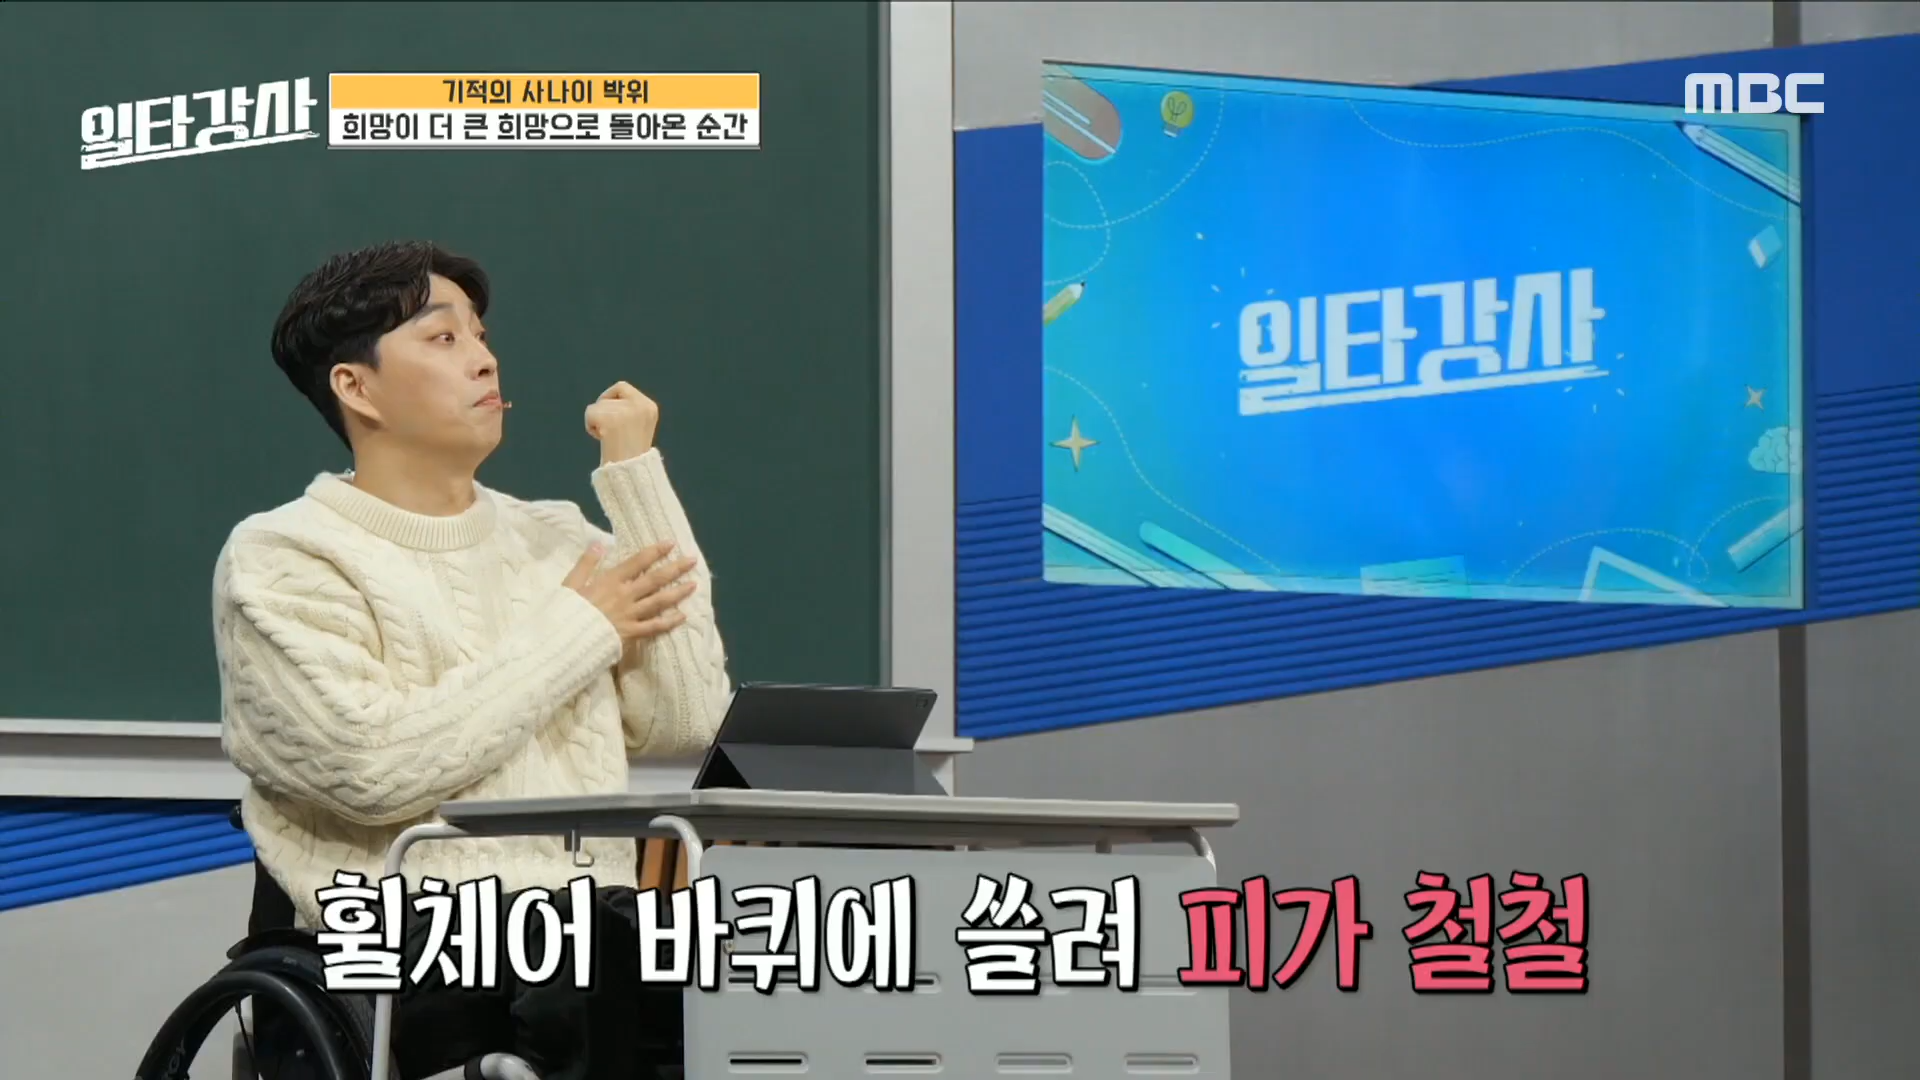 일타강사
기적의 사나이 박위
희망이 더 큰 희망으로 돌아온 순간
MBC
일타강사
휠체어 바퀴에 쓸려 피가 철철